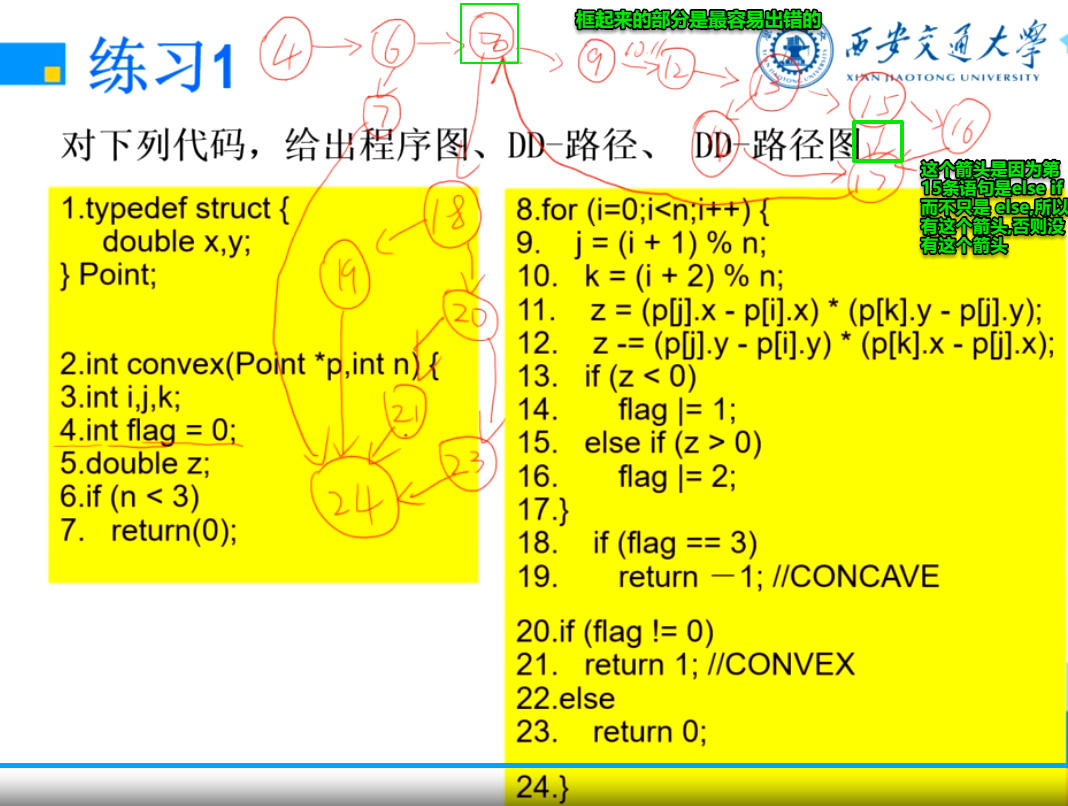 框起来的部分是最容易出错的
练习1
西安交通大学
XI'AN JIAOTONG UNIVERSITY
4 6 8 9 10 11 12 13 15 16
7 14 17
对下列代码，给出程序图、DD-路径、 DD-路径图
这个箭头是因为第
15条语句是else if
而不只是 else,所以
有这个箭头,否则没
有这个箭头
1.typedef struct {
double x,y;
} Point;
2.int convex(Point *p,int n) {
3.int i,j,k;
4.int flag = 0;
5.double z;
6.if (n < 3)
7. return(0);
18
19
20
21
23
24
8.for (i=0;i<n;i++) {
9. j = (i + 1) % n;
10. k = (i + 2) % n;
11. z = (p[j].x - p[i].x) * (p[k].y - p[j].y);
12. z -= (p[j].y - p[i].y) * (p[k].x - p[j].x);
13. if (z < 0)
14. flag |= 1;
15. else if (z > 0)
16. flag |= 2;
17.}
18. if (flag == 3)
19. return －1; //CONCAVE
20.if (flag != 0)
21. return 1; //CONVEX
22.else
23. return 0;
24.}